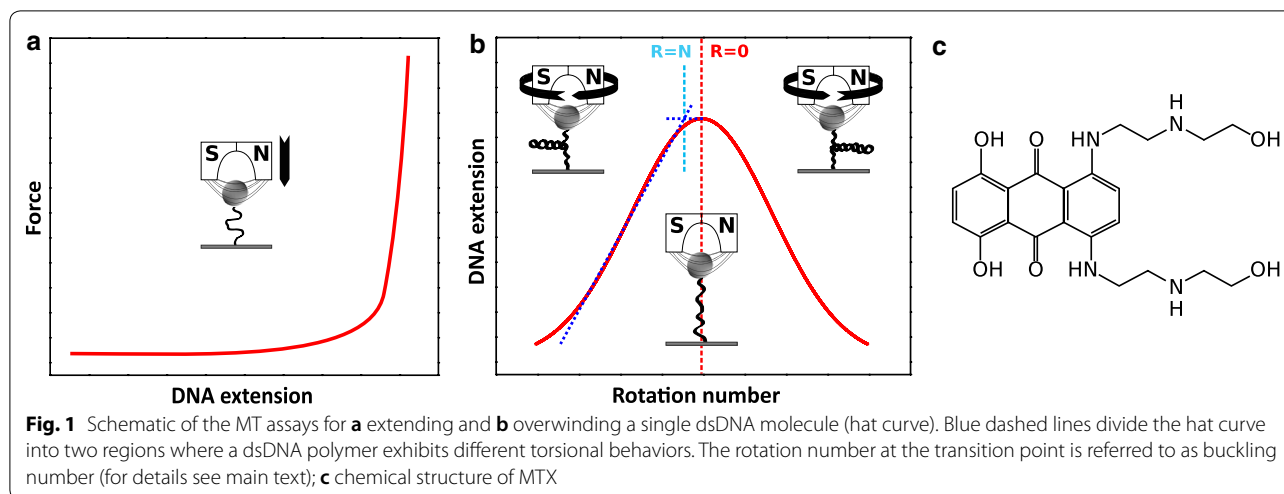 a
Force
S N
DNA extension
b
R=N R=0
S N
S N
S N
DNA extension
Rotation number
c
OH O HN
H
N
OH
OH O HN
N
H
OH
Fig. 1 Schematic of the MT assays for a extending and b overwinding a single dsDNA molecule (hat curve). Blue dashed lines divide the hat curve
into two regions where a dsDNA polymer exhibits different torsional behaviors. The rotation number at the transition point is referred to as buckling
number (for details see main text); c chemical structure of MTX